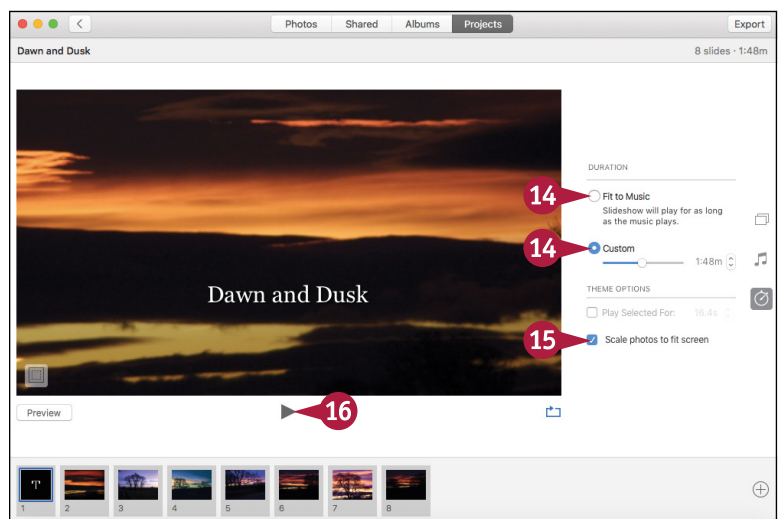 Photos Shared Albums Projects Export
Dawn and Dusk 8 slides · 1:48m
DURATION
14 Fit to Music
Slideshow will play for as long
as the music plays.
14 Custom
1:48m
Dawn and Dusk
THEME OPTIONS
Play Selected For: 16.4s
15 Scale photos to fit screen
Preview 16
T
1 2 3 4 5 6 7 8